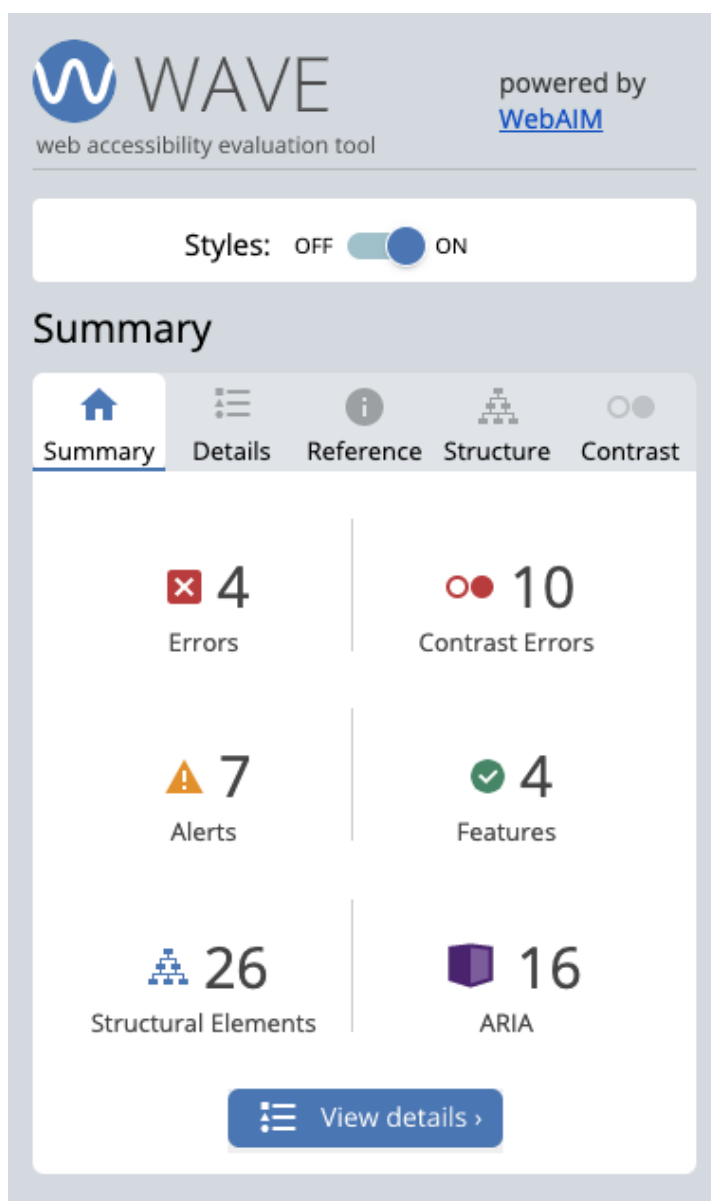 WAVE
web accessibility evaluation tool
powered by
WebAIM
Styles: OFF ON
Summary
Summary Details Reference Structure Contrast
4
Errors
10
Contrast Errors
7
Alerts
4
Features
26
Structural Elements
16
ARIA
View details ›